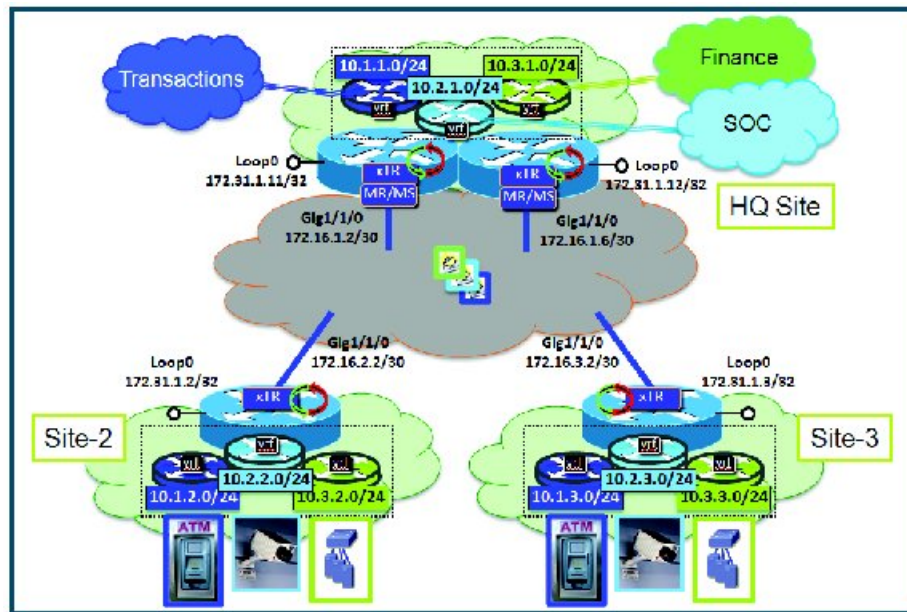 10.1.1.0/24
10.3.1.0/24
Transactions
10.2.1.0/24
Finance
vrf
vrf
vrf
SOC
Loop0
172.31.1.11/32
xTR
MR/MS
xTR
MR/MS
Loop0
172.31.1.12/32
HQ Site
Gig1/1/0
172.16.1.2/30
Gig1/1/0
172.16.1.6/30
Gig1/1/0
172.16.2.2/30
Gig1/1/0
172.16.3.2/30
Loop0
172.31.1.2/32
Loop0
172.31.1.3/32
xTR
xTR
Site-2
Site-3
vrf
vrf
vrf
10.2.2.0/24
10.1.2.0/24
10.3.2.0/24
vrf
vrf
vrf
10.2.3.0/24
10.1.3.0/24
10.3.3.0/24
ATM
ATM